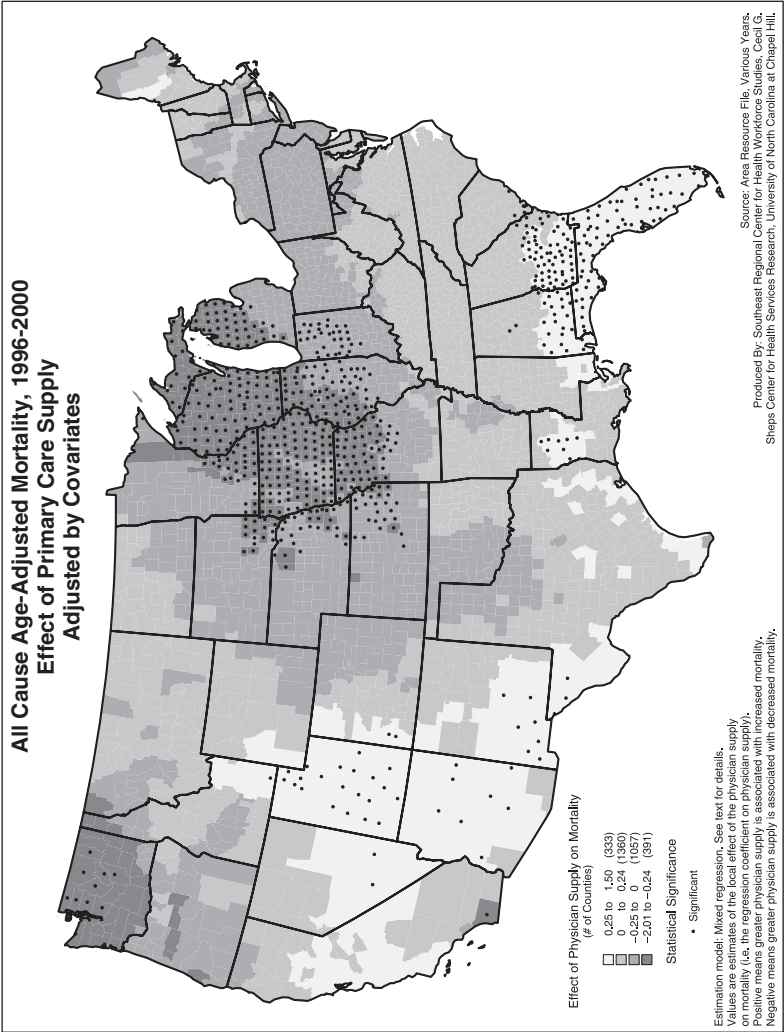 All Cause Age-Adjusted Mortality, 1996-2000
Effect of Primary Care Supply
Adjusted by Covariates
Effect of Physician Supply on Mortality
(# of Counties)
0.25 to 1.50 (333)
0 to 0.24 (1360)
−0.25 to 0 (1057)
−2.01 to −0.24 (391)
Statistical Significance
• Significant
Estimation model: Mixed regression. See text for details.
Values are estimates of the local effect of the physician supply
on mortality (i.e. the regression coefficient on physician supply).
Positive means greater physician supply is associated with increased mortality.
Negative means greater physician supply is associated with decreased mortality.
Source: Area Resource File, Various Years.
Produced By: Southeast Regional Center for Health Workforce Studies, Cecil G.
Sheps Center for Health Services Research, University of North Carolina at Chapel Hill.